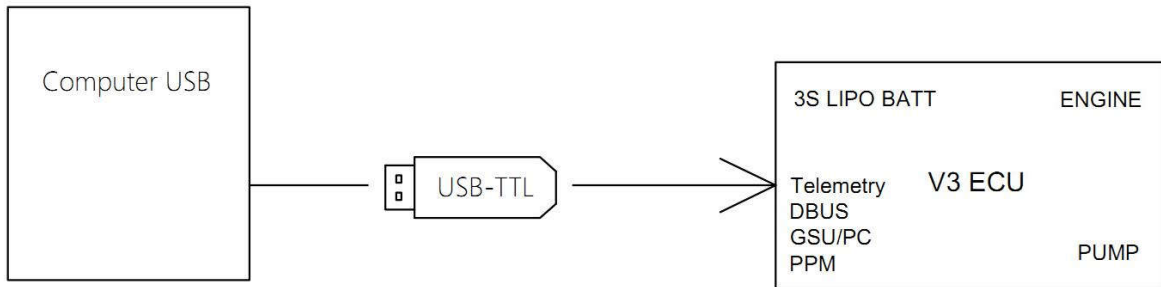 Computer USB
USB-TTL
3S LIPO BATT
ENGINE
Telemetry
V3 ECU
DBUS
GSU/PC
PPM
PUMP